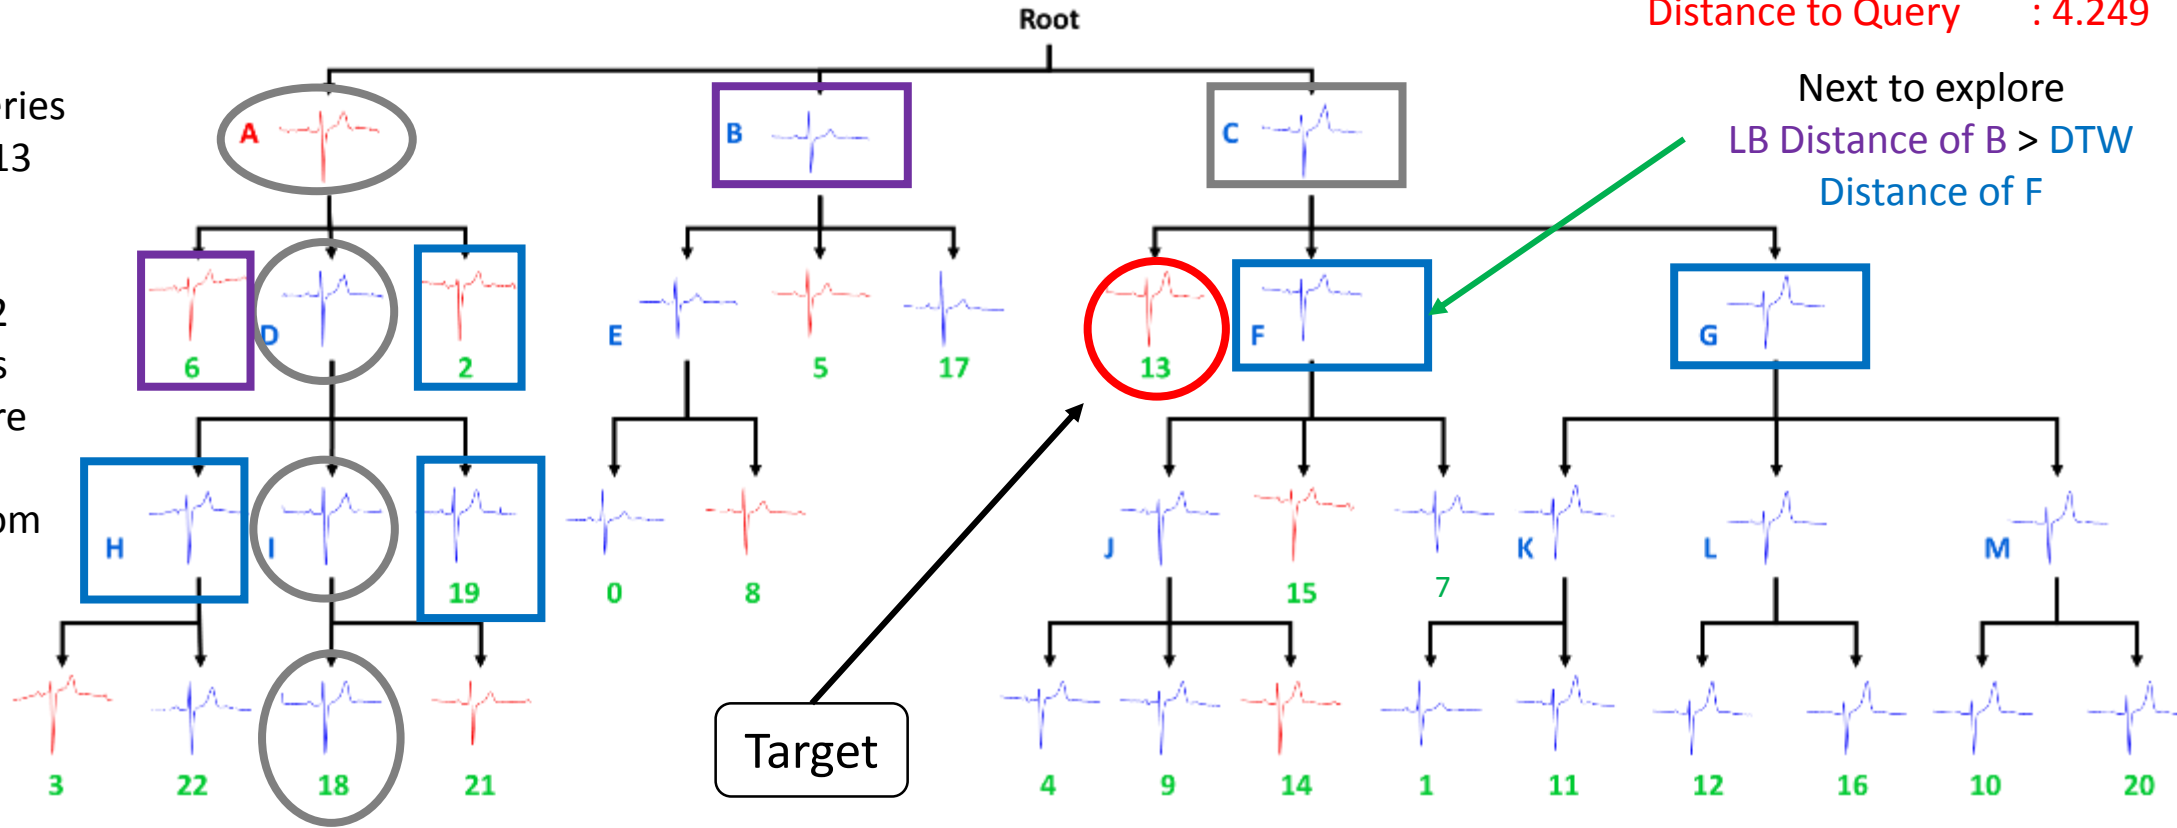 Root
Distance to Query : 4.249
Next to explore
LB Distance of B > DTW
Distance of F
eries
13
A
B
C
2
s
re
om
D
E
F
G
6
2
5
17
13
H
I
J
K
L
M
19
0
8
15
7
Target
3
22
18
21
4
9
14
1
11
12
16
10
20